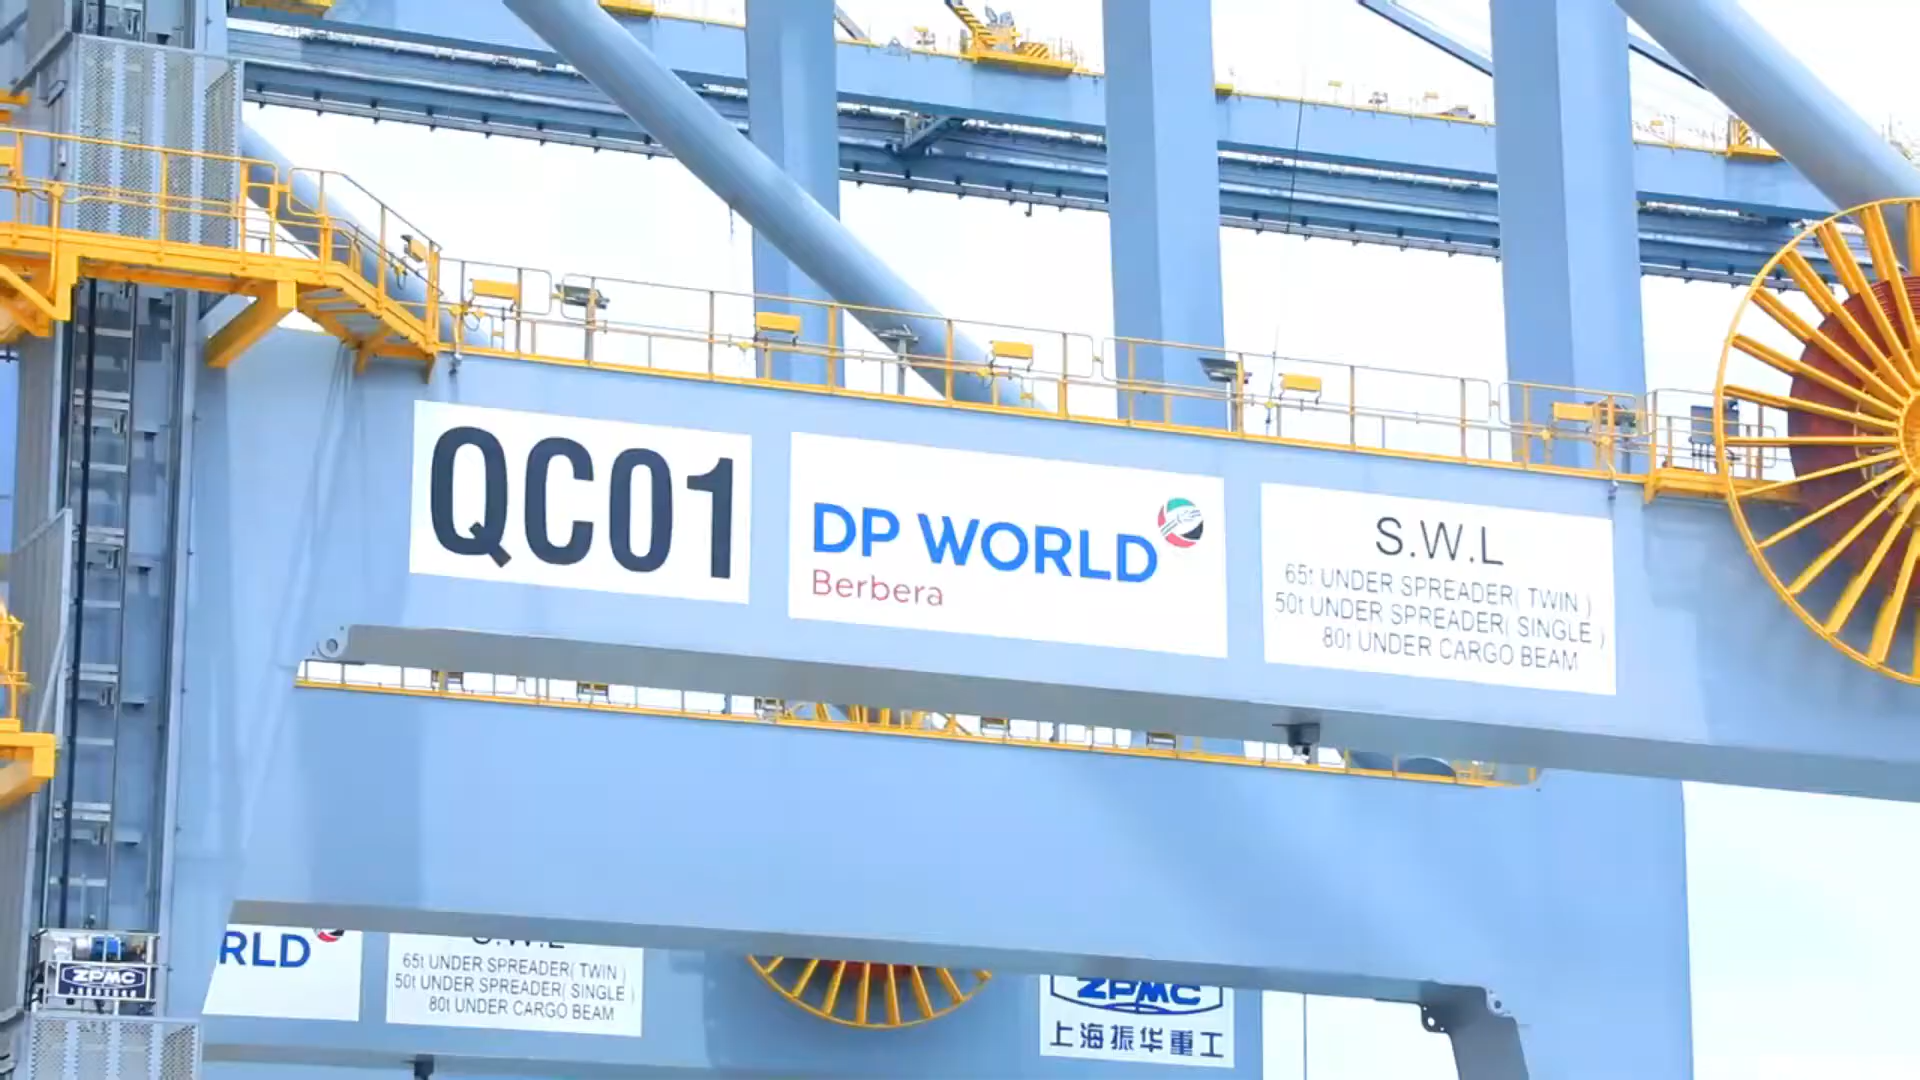 QC01
DP WORLD
Berbera
S.W.L
65t UNDER SPREADER( TWIN )
50t UNDER SPREADER( SINGLE )
80t UNDER CARGO BEAM
RLD
S.W.L
65t UNDER SPREADER( TWIN )
50t UNDER SPREADER( SINGLE )
80t UNDER CARGO BEAM
ZPMC
ZPMC
上海振华重工